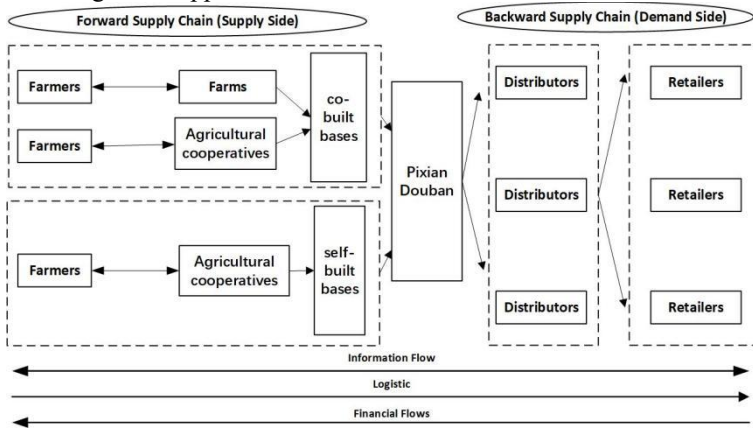 Forward Supply Chain (Supply Side)
Backward Supply Chain (Demand Side)
Farmers
Farms
Farmers
Agricultural
cooperatives
co-
built
bases
Farmers
Agricultural
cooperatives
self-
built
bases
Pixian
Douban
Distributors
Distributors
Distributors
Retailers
Retailers
Retailers
Information Flow
Logistic
Financial Flows